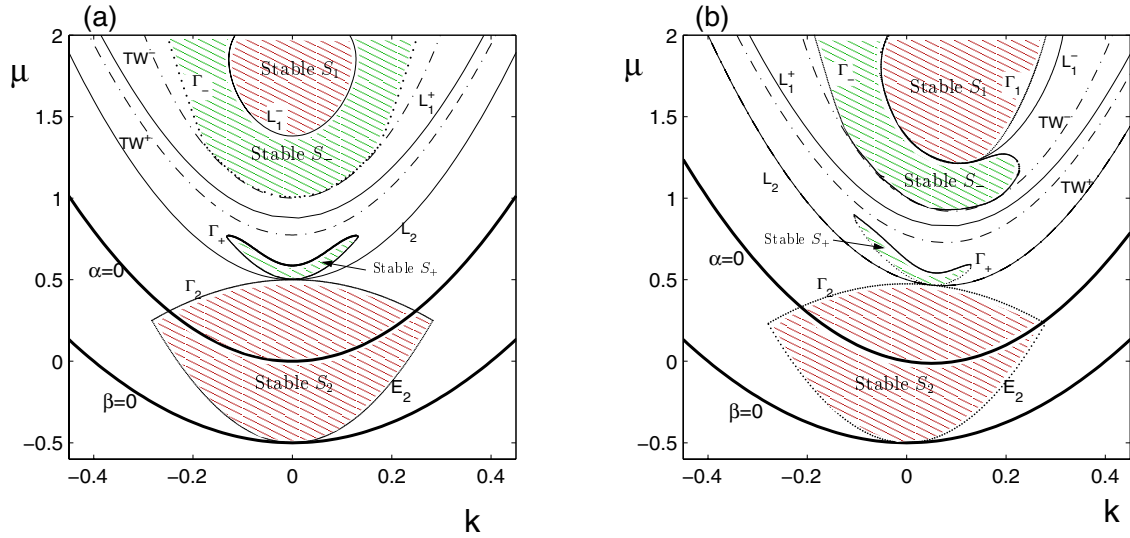 (a)
μ
2
1.5
1
0.5
0
−0.5
−0.4
−0.2
0
0.2
0.4
k
TW⁻
Γ₋
Stable S₁
L₁⁻
L₁⁺
TW⁺
Stable S₋
Γ₊
L₂
α=0
Stable S₊
Γ₂
Stable S₂
E₂
β=0
(b)
μ
2
1.5
1
0.5
0
−0.5
−0.4
−0.2
0
0.2
0.4
k
L₁⁺
Γ₋
Stable S₁
Γ₁
L₁⁻
TW⁻
L₂
Stable S₋
TW⁺
Stable S₊
Γ₊
α=0
Γ₂
Stable S₂
E₂
β=0